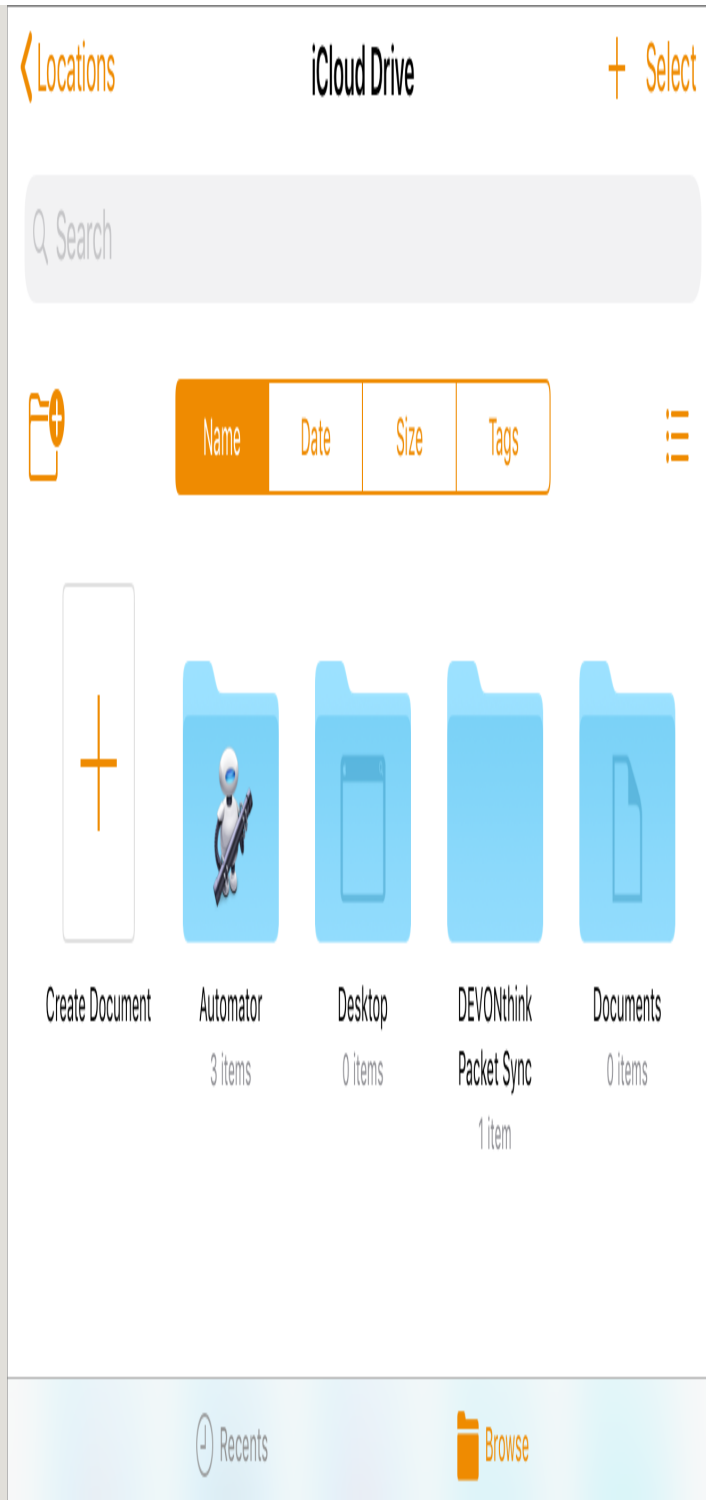 Locations
iCloud Drive
Select
Search
Name
Date
Size
Tags
Create Document
Automator
3 items
Desktop
0 items
DEVONthink
Packet Sync
1 item
Documents
0 items
Recents
Browse